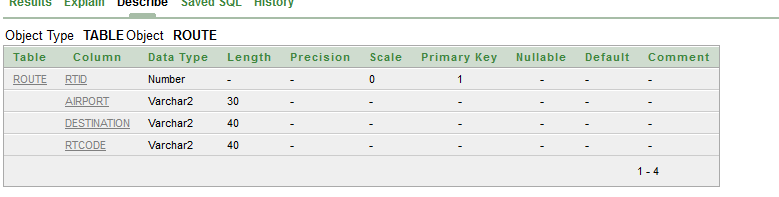 Results Explain Describe Saved SQL History
Object Type TABLE Object ROUTE
Table Column Data Type Length Precision Scale Primary Key Nullable Default Comment
ROUTE RTID Number - - 0 1 - - -
AIRPORT Varchar2 30 - - - - - -
DESTINATION Varchar2 40 - - - - - -
RTCODE Varchar2 40 - - - - - -
1 - 4